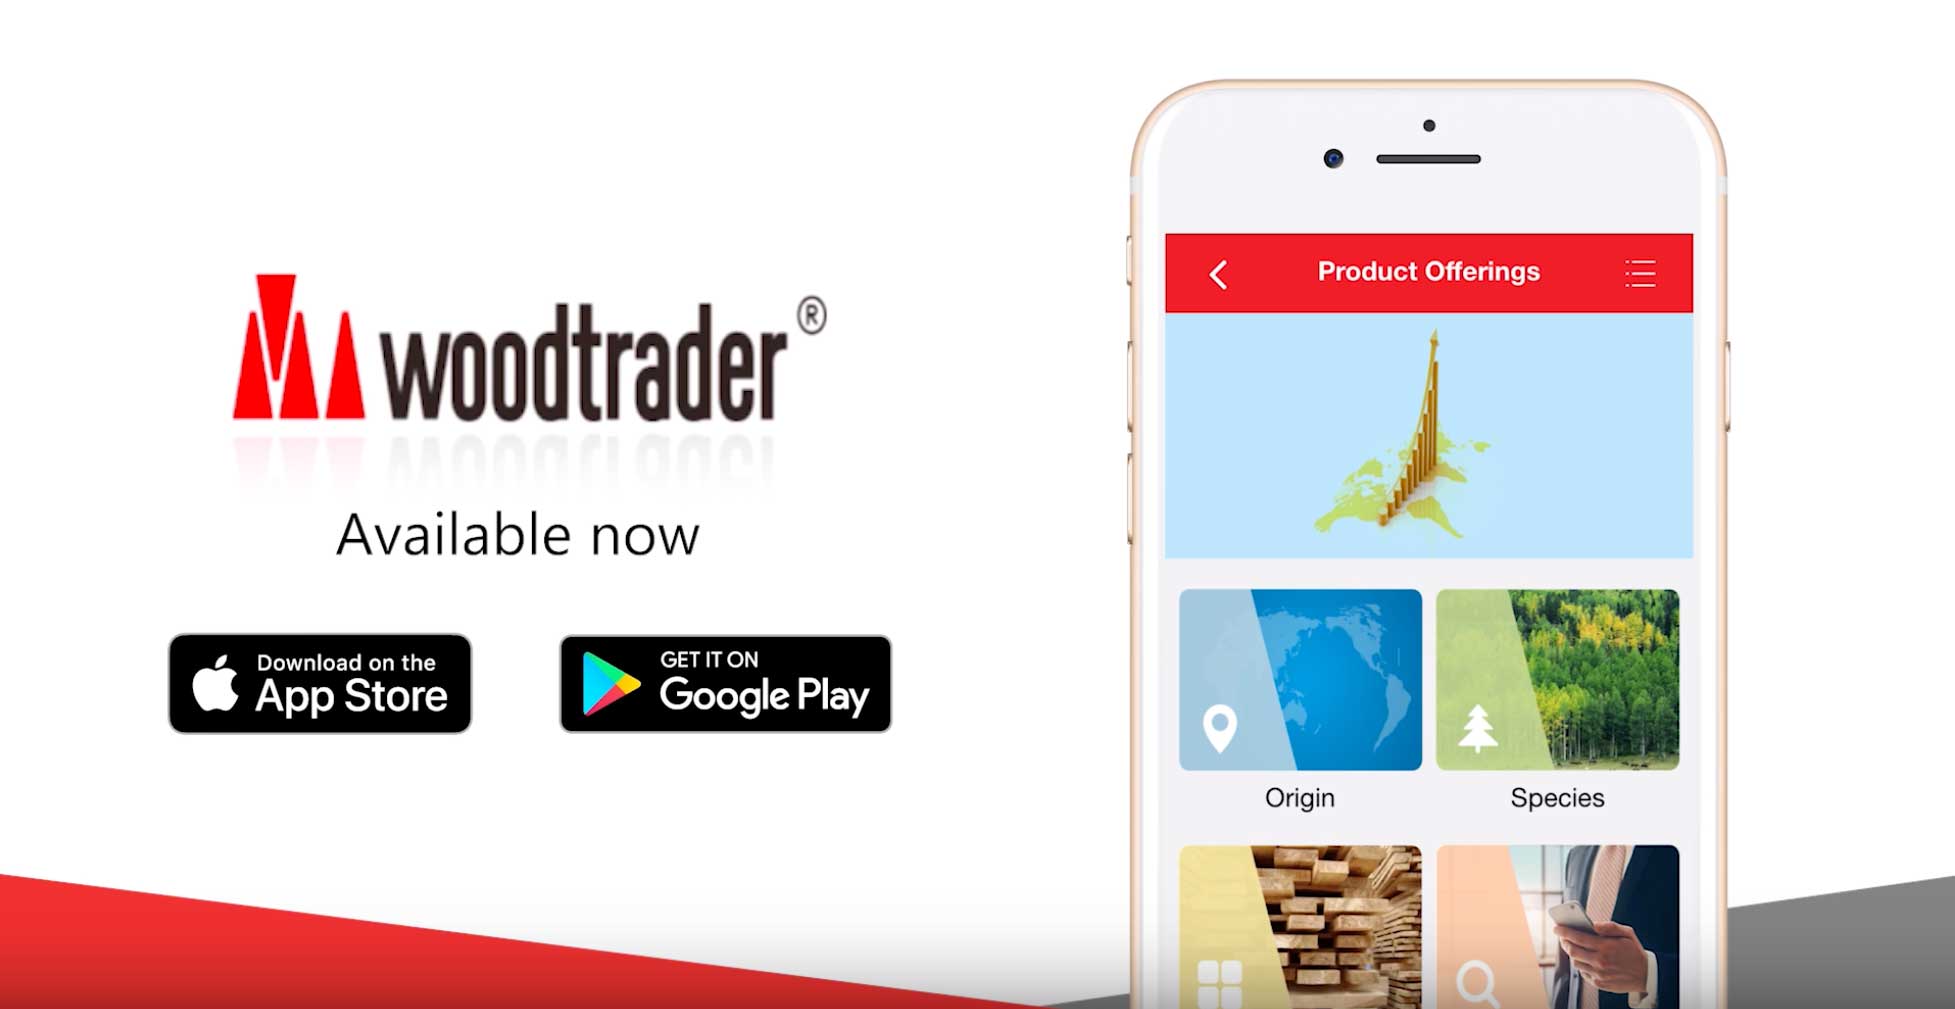 woodtrader®
Available now
Download on the
App Store
GET IT ON
Google Play
Product Offerings
Origin
Species